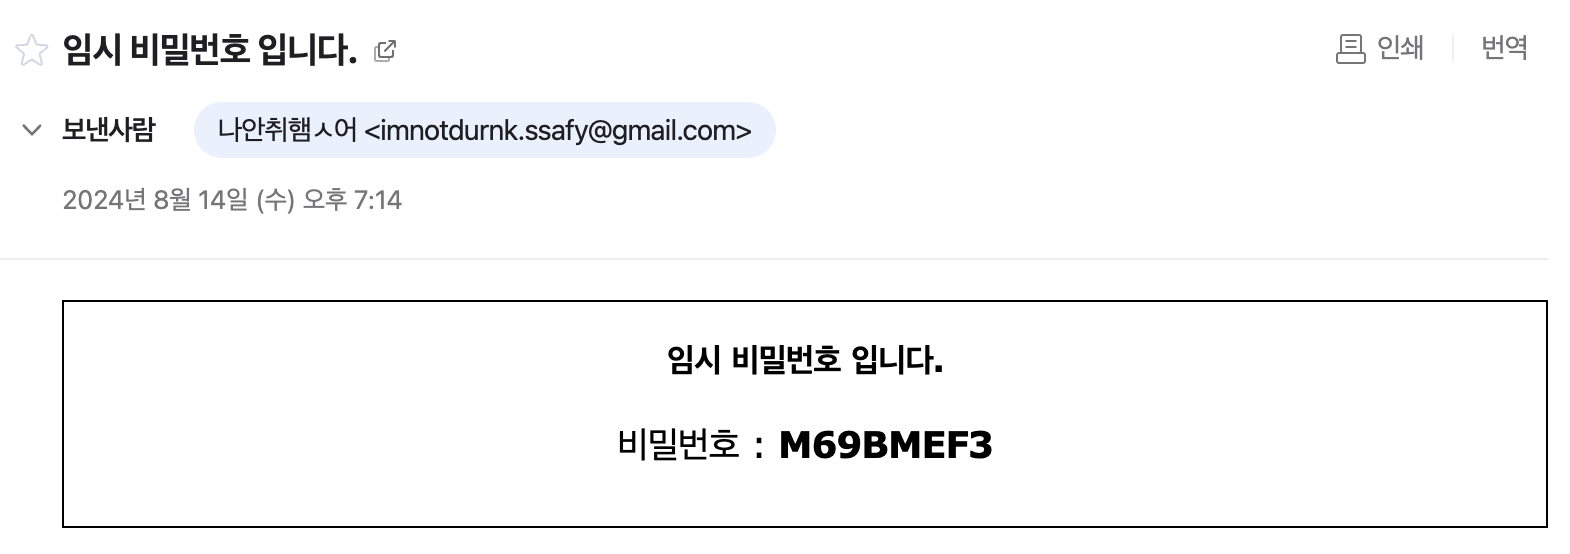 임시 비밀번호 입니다.
인쇄
번역
보낸사람
나안취햄ㅅ어 <imnotdurnk.ssafy@gmail.com>
2024년 8월 14일 (수) 오후 7:14
임시 비밀번호 입니다.
비밀번호 : M69BMEF3